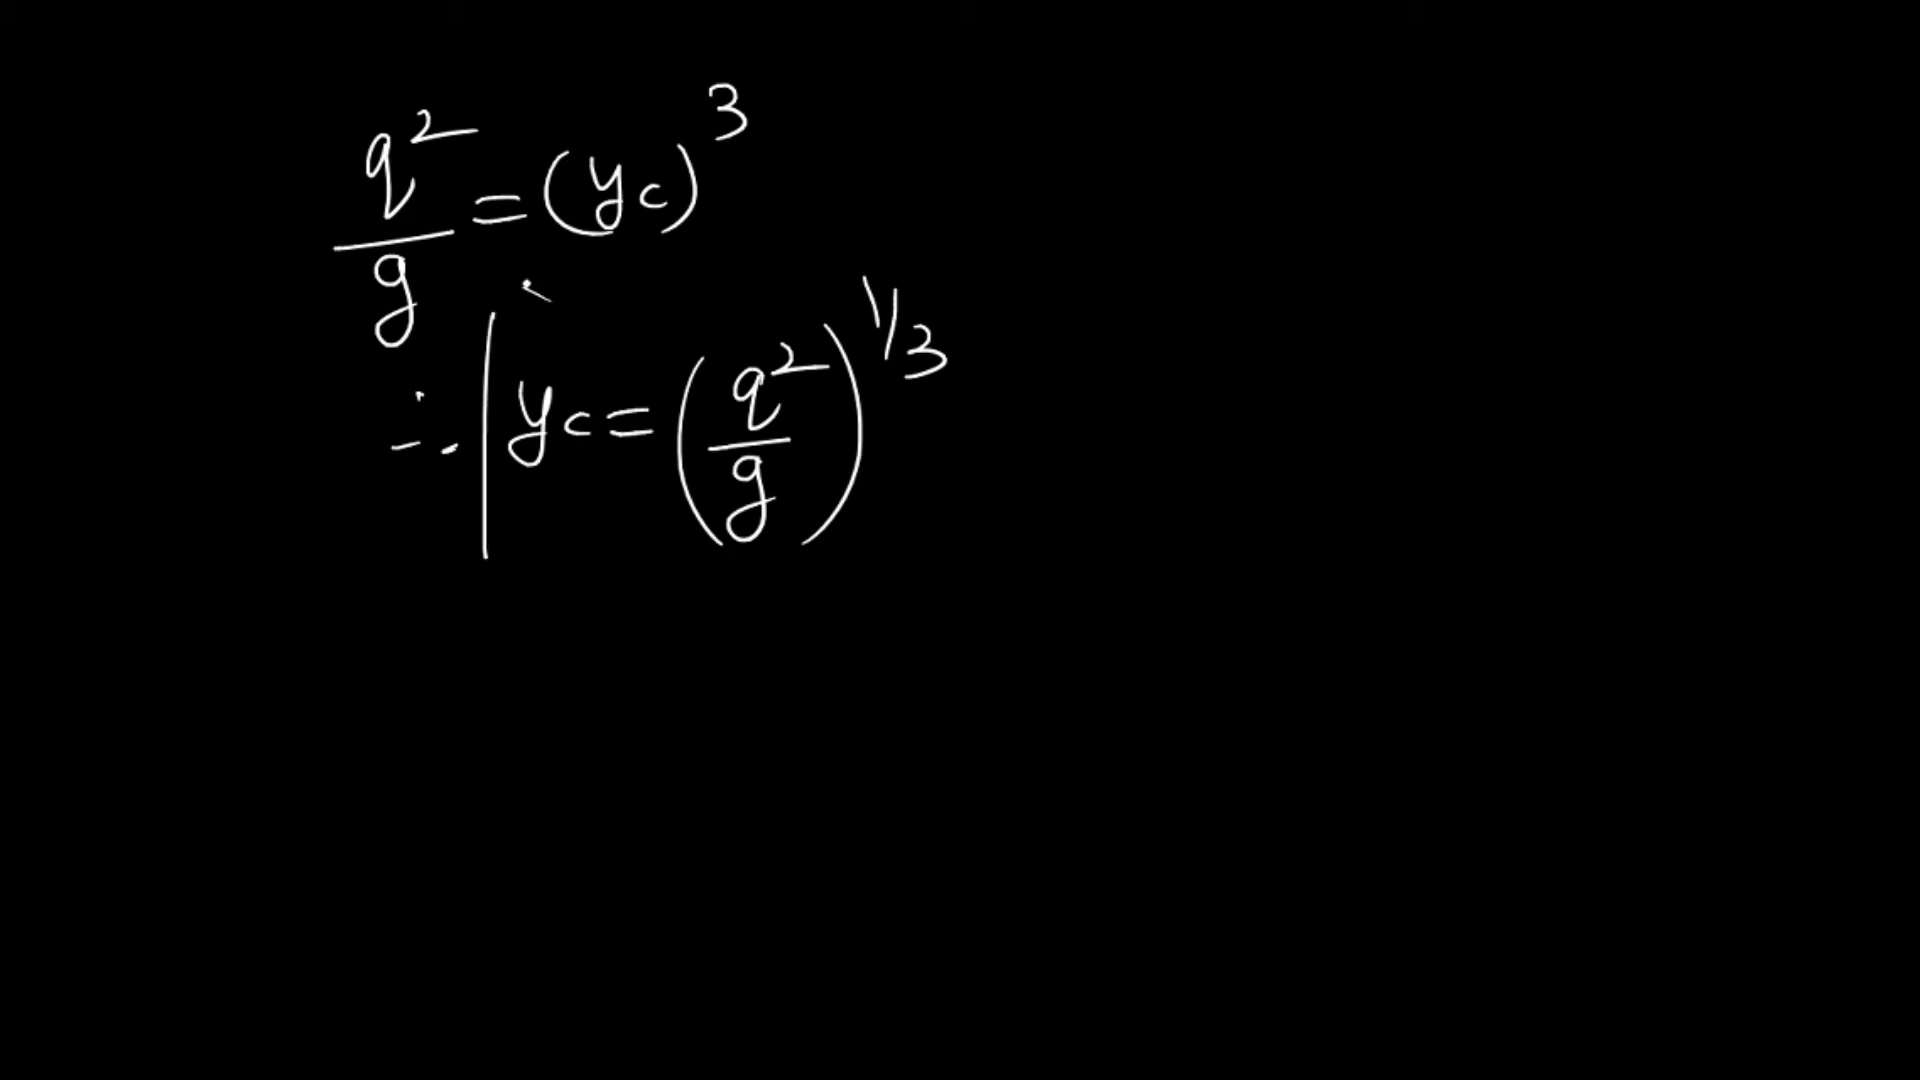 q²/g = (yc)³
∴ yc = (q²/g)^1/3